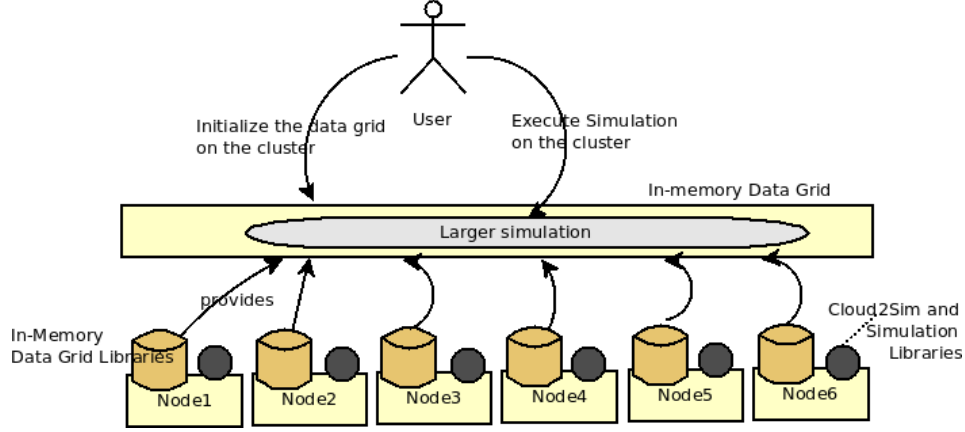 User
Initialize the data grid
on the cluster
Execute Simulation
on the cluster
In-memory Data Grid
Larger simulation
provides
In-Memory
Data Grid Libraries
Cloud2Sim and
Simulation
Libraries
Node1
Node2
Node3
Node4
Node5
Node6